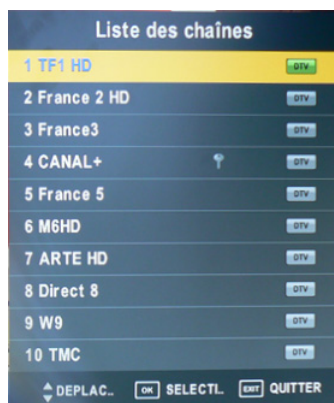 Liste des chaînes
1 TF1 HD DTV
2 France 2 HD DTV
3 France3 DTV
4 CANAL+ DTV
5 France 5 DTV
6 M6HD DTV
7 ARTE HD DTV
8 Direct 8 DTV
9 W9 DTV
10 TMC DTV
DEPLAC.. OK SELECTI.. EXIT QUITTER